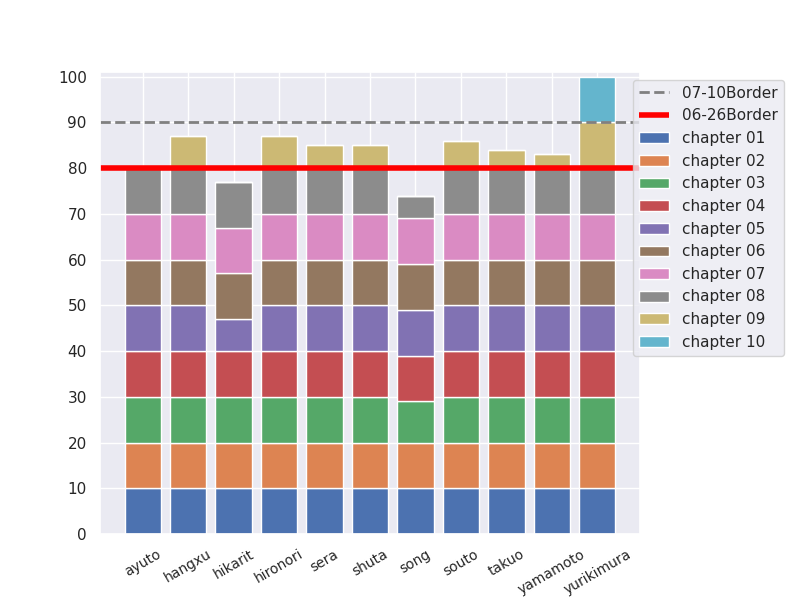 100
90
80
70
60
50
40
30
20
10
0
07-10Border
06-26Border
chapter 01
chapter 02
chapter 03
chapter 04
chapter 05
chapter 06
chapter 07
chapter 08
chapter 09
chapter 10
ayuto
hangxu
hikarit
hironori
sera
shuta
song
souto
takuo
yamamoto
yurikimura